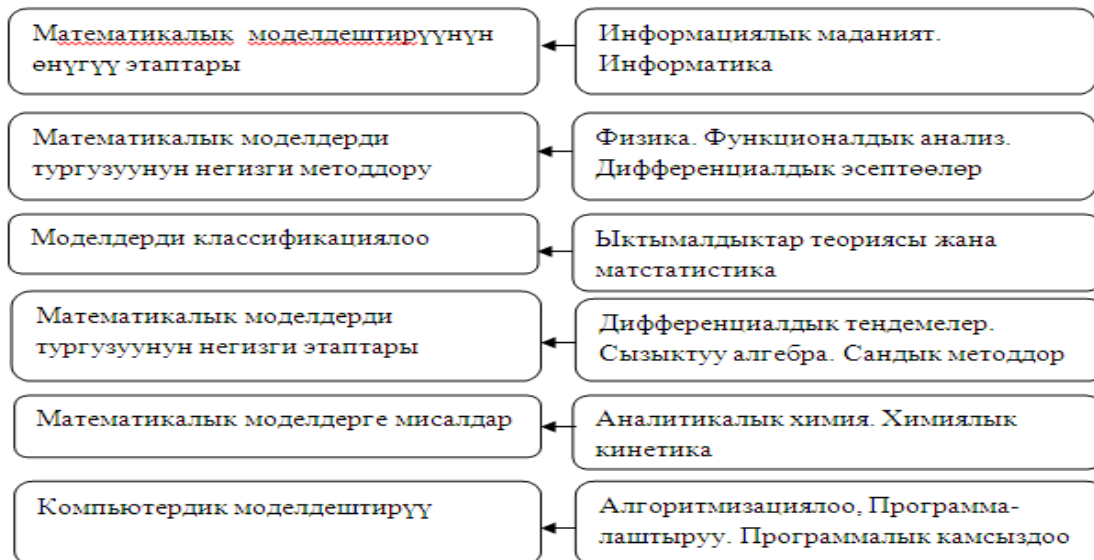 Математикалык моделдештирүүнүн
өнүгүү этаптары
Информациялык маданият.
Информатика
Математикалык моделдерди
тургузуунун негизги методдору
Физика. Функционалдык анализ.
Дифференциалдык эсептөөлөр
Моделдерди классификациялоо
Ыктымалдыктар теориясы жана
матстатистика
Математикалык моделдерди
тургузуунун негизги этаптары
Дифференциалдык теңдемелер.
Сызыктуу алгебра. Сандык методдор
Математикалык моделдерге мисалдар
Аналитикалык химия. Химиялык
кинетика
Компьютердик моделдештирүү
Алгоритмизациялоо, Программа-
лаштыруу. Программалык камсыздоо